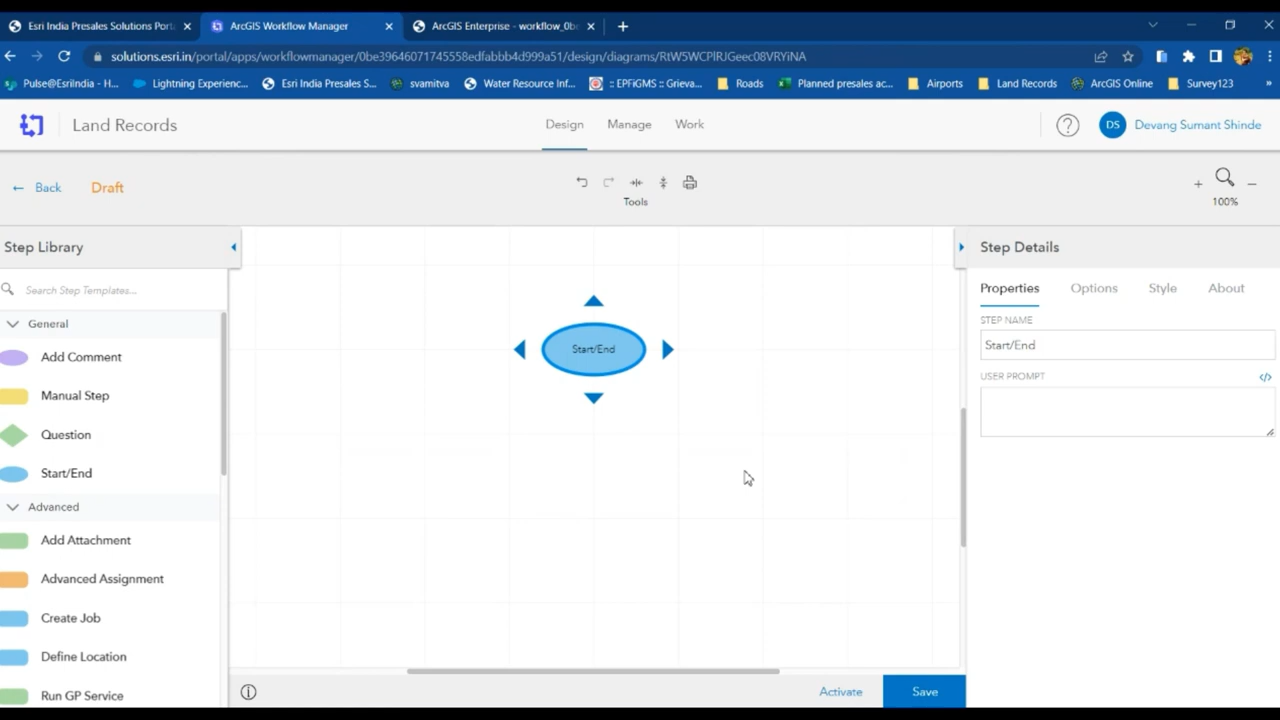 Esri India Presales Solutions Port
ArcGIS Workflow Manager
ArcGIS Enterprise - workflow_0be
solutions.esri.in/portal/apps/workflowmanager/0be39646071745558edfabbb4d999a51/design/diagrams/RtW5WCPlRJGeec08VRYiNA
Pulse@EsriIndia - H...
Lightning Experienc...
Esri India Presales S...
svamitva
Water Resource Inf...
:: EPFiGMS :: Grieva...
Roads
Planned presales ac...
Airports
Land Records
ArcGIS Online
Survey123
»
Land Records
Design
Manage
Work
DS
Devang Sumant Shinde
Back
Draft
Tools
100%
Step Library
Search Step Templates...
General
Add Comment
Manual Step
Question
Start/End
Advanced
Add Attachment
Advanced Assignment
Create Job
Define Location
Run GP Service
Start/End
Activate
Save
Step Details
Properties
Options
Style
About
STEP NAME
Start/End
USER PROMPT